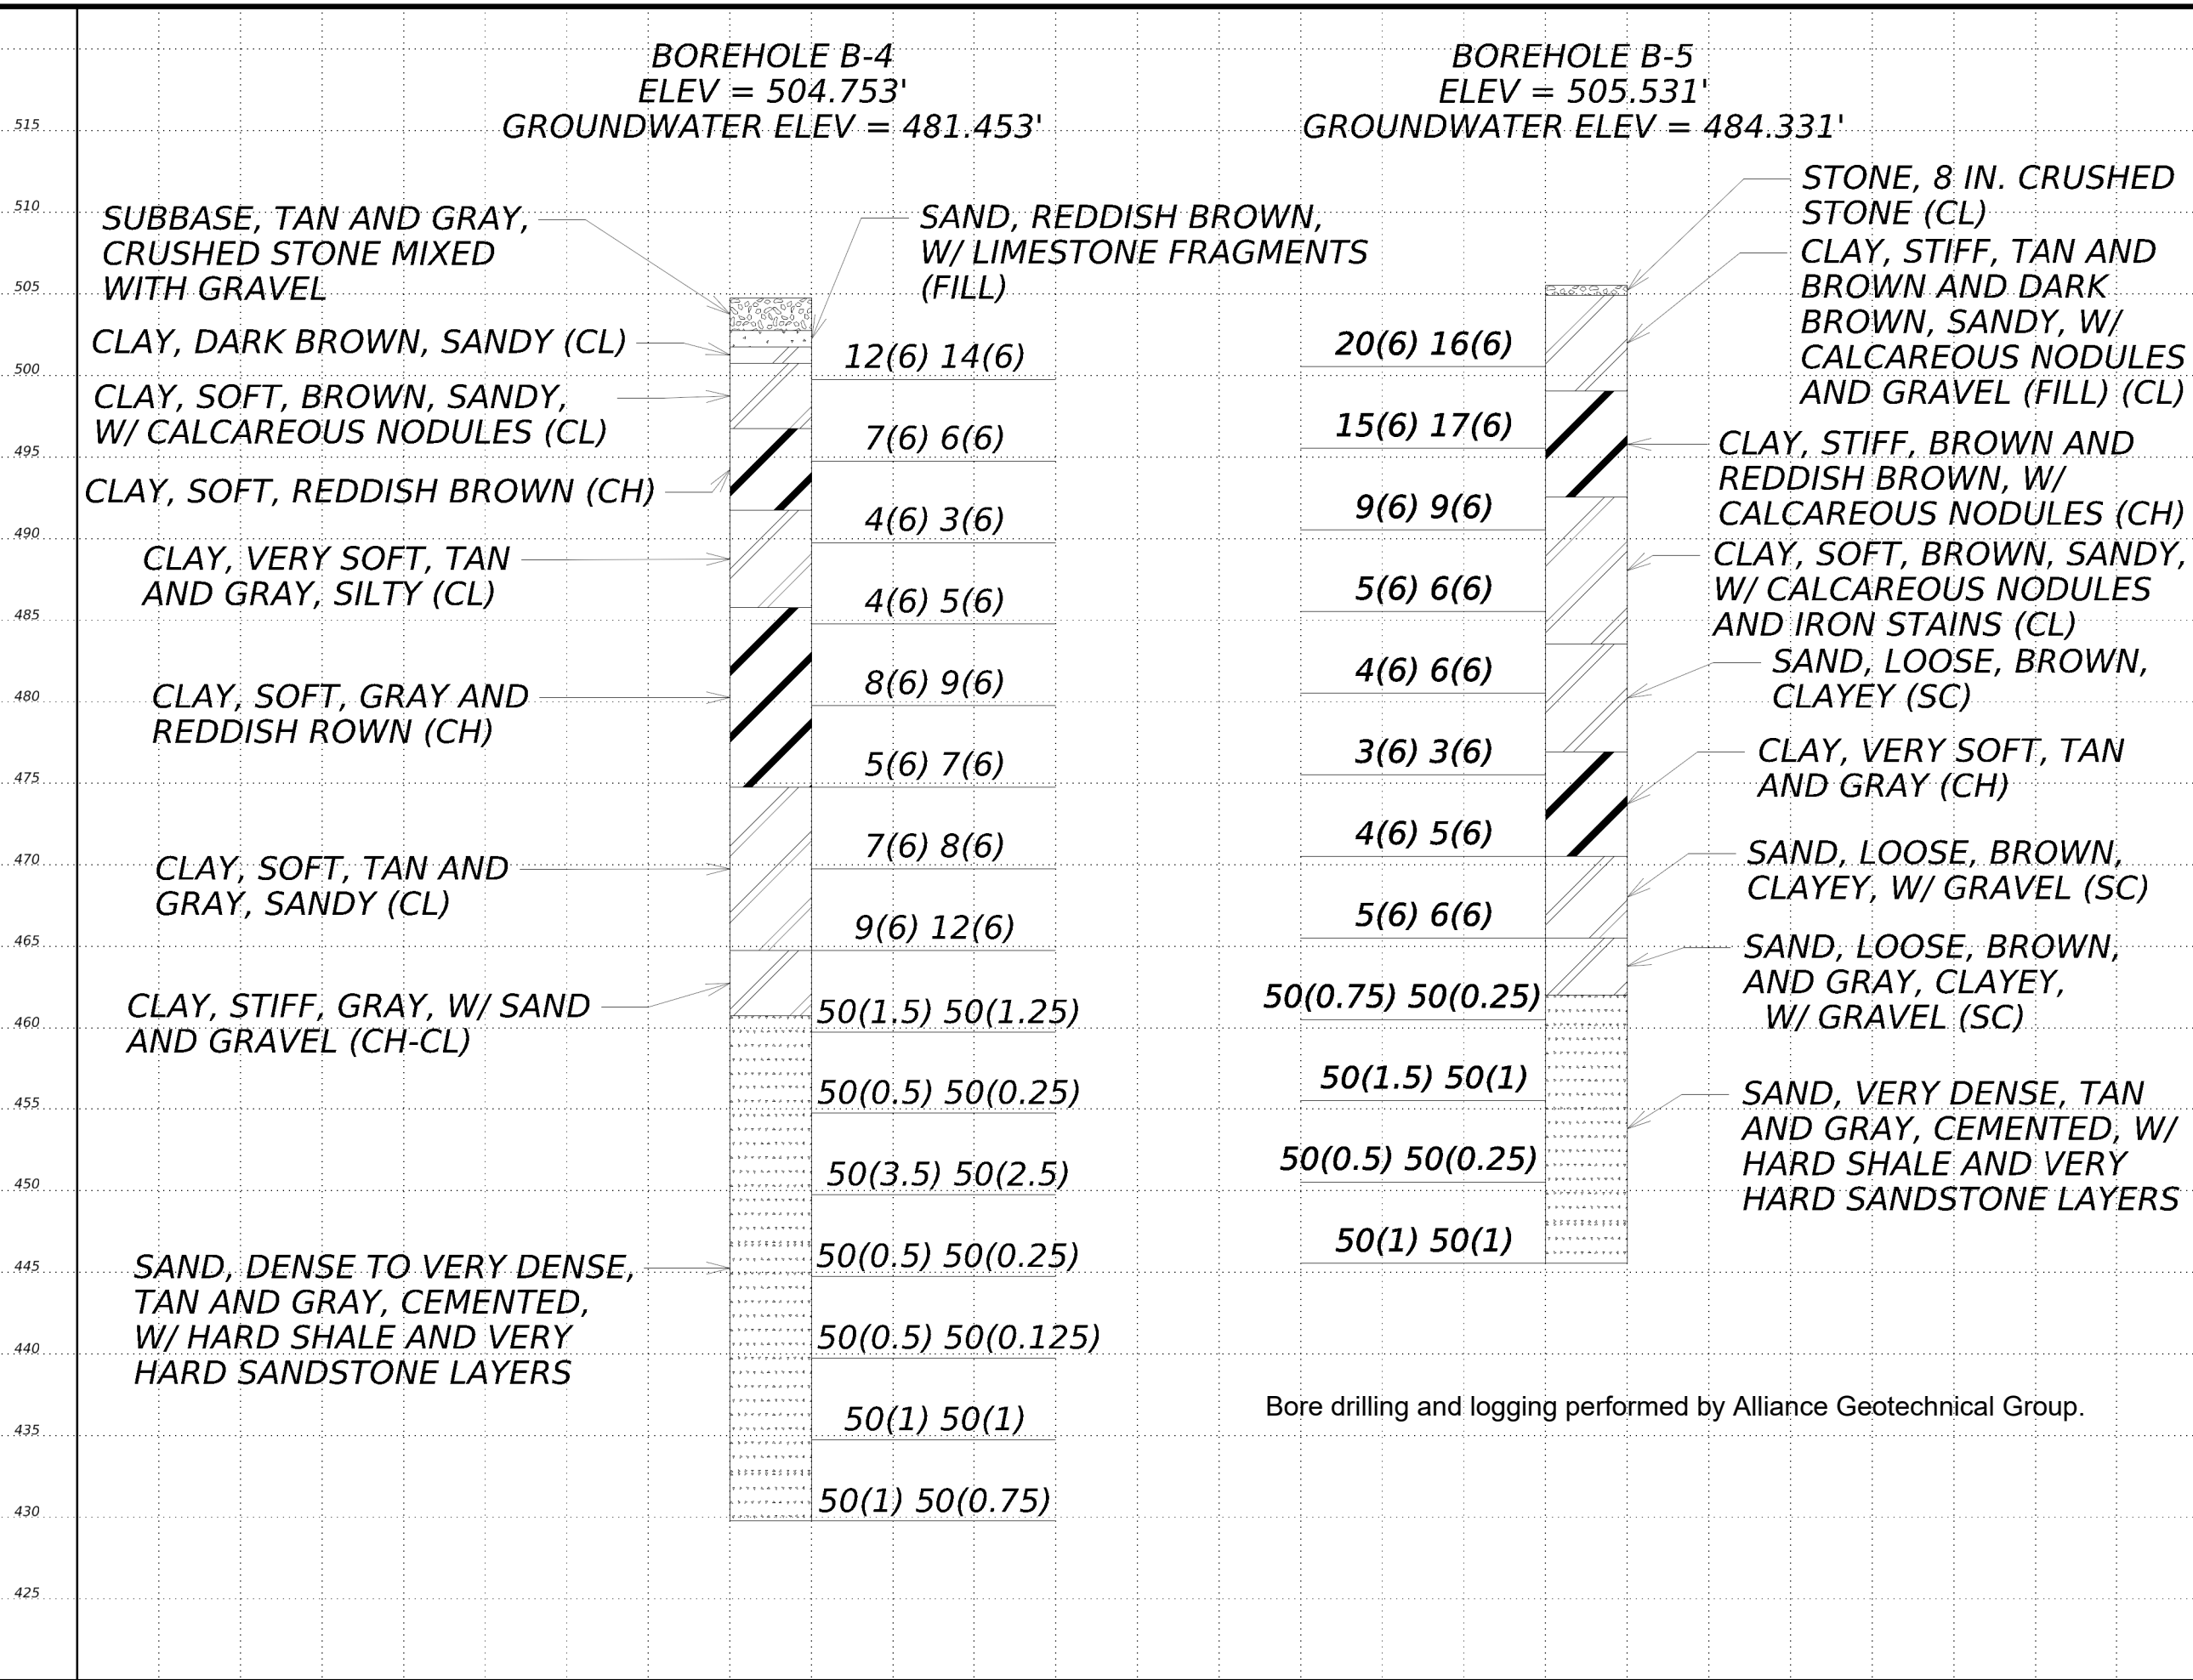 BOREHOLE B-4
ELEV = 504.753'
GROUNDWATER ELEV = 481.453'
BOREHOLE B-5
ELEV = 505.531'
GROUNDWATER ELEV = 484.331'
515
510
505
500
495
490
485
480
475
470
465
460
455
450
445
440
435
430
425
SUBBASE, TAN AND GRAY,
CRUSHED STONE MIXED
WITH GRAVEL
CLAY, DARK BROWN, SANDY (CL)
CLAY, SOFT, BROWN, SANDY,
W/ CALCAREOUS NODULES (CL)
CLAY, SOFT, REDDISH BROWN (CH)
CLAY, VERY SOFT, TAN
AND GRAY, SILTY (CL)
CLAY, SOFT, GRAY AND
REDDISH ROWN (CH)
CLAY, SOFT, TAN AND
GRAY, SANDY (CL)
CLAY, STIFF, GRAY, W/ SAND
AND GRAVEL (CH-CL)
SAND, DENSE TO VERY DENSE,
TAN AND GRAY, CEMENTED,
W/ HARD SHALE AND VERY
HARD SANDSTONE LAYERS
SAND, REDDISH BROWN,
W/ LIMESTONE FRAGMENTS
(FILL)
12(6) 14(6)
7(6) 6(6)
4(6) 3(6)
4(6) 5(6)
8(6) 9(6)
5(6) 7(6)
7(6) 8(6)
9(6) 12(6)
50(1.5) 50(1.25)
50(0.5) 50(0.25)
50(3.5) 50(2.5)
50(0.5) 50(0.25)
50(0.5) 50(0.125)
50(1) 50(1)
50(1) 50(0.75)
20(6) 16(6)
15(6) 17(6)
9(6) 9(6)
5(6) 6(6)
4(6) 6(6)
3(6) 3(6)
4(6) 5(6)
5(6) 6(6)
50(0.75) 50(0.25)
50(1.5) 50(1)
50(0.5) 50(0.25)
50(1) 50(1)
STONE, 8 IN. CRUSHED
STONE (CL)
CLAY, STIFF, TAN AND
BROWN AND DARK
BROWN, SANDY, W/
CALCAREOUS NODULES
AND GRAVEL (FILL) (CL)
CLAY, STIFF, BROWN AND
REDDISH BROWN, W/
CALCAREOUS NODULES (CH)
CLAY, SOFT, BROWN, SANDY,
W/ CALCAREOUS NODULES
AND IRON STAINS (CL)
SAND, LOOSE, BROWN,
CLAYEY (SC)
CLAY, VERY SOFT, TAN
AND GRAY (CH)
SAND, LOOSE, BROWN,
CLAYEY, W/ GRAVEL (SC)
SAND, LOOSE, BROWN,
AND GRAY, CLAYEY,
W/ GRAVEL (SC)
SAND, VERY DENSE, TAN
AND GRAY, CEMENTED, W/
HARD SHALE AND VERY
HARD SANDSTONE LAYERS
Bore drilling and logging performed by Alliance Geotechnical Group.